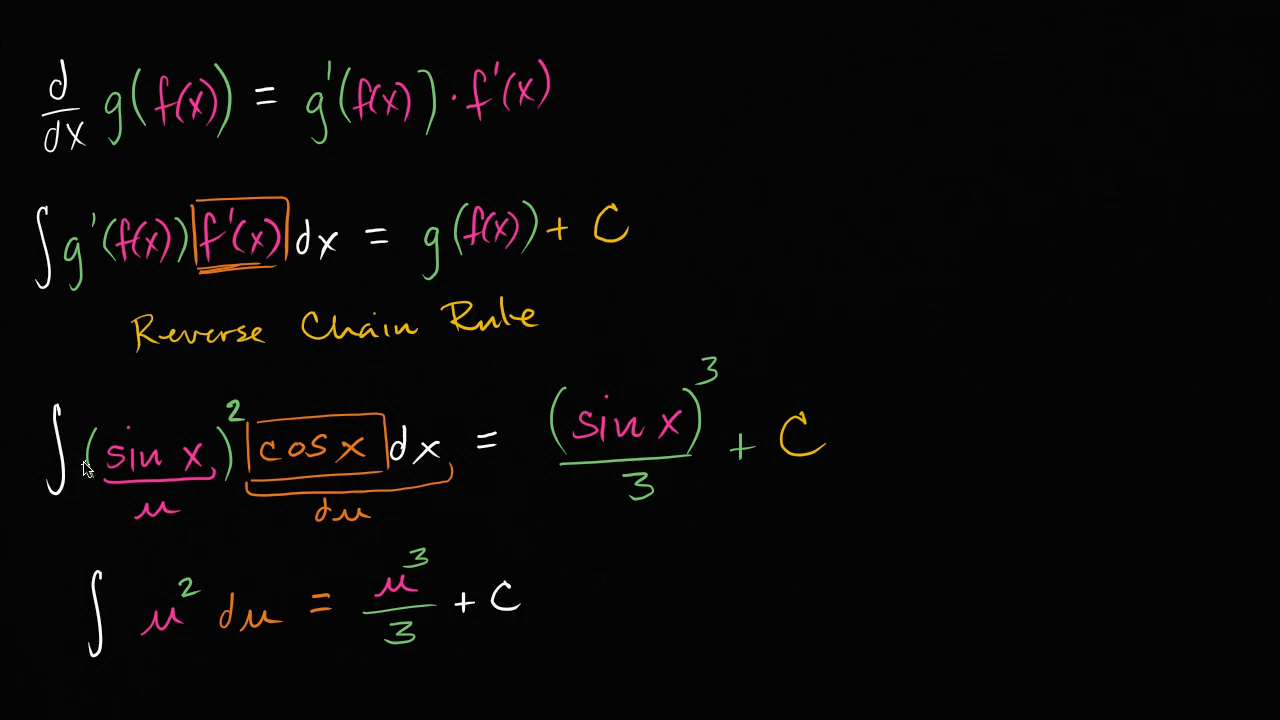 d/dx g(f(x)) = g'(f(x)) · f'(x)
∫ g'(f(x)) f'(x) dx = g(f(x)) + C
Reverse Chain Rule
∫ (sin x)² cos x dx = (sin x)³/3 + C
u du
∫ u² du = u³/3 + C